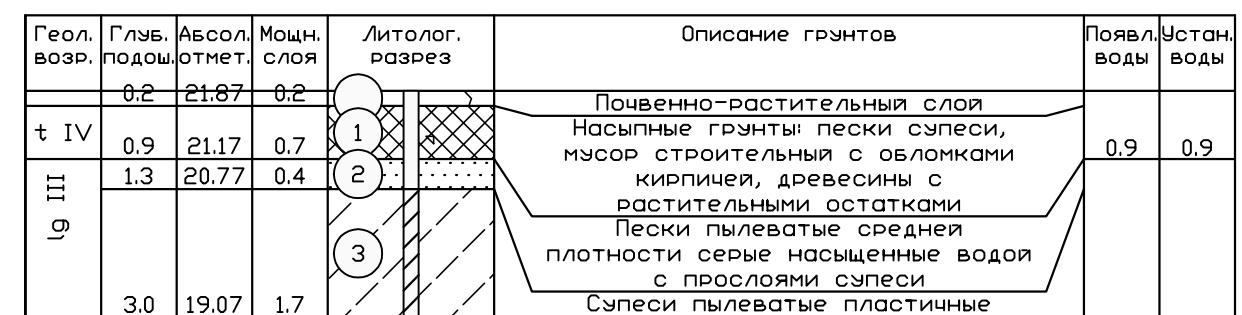 Геол. Глуб. Абсол. Мощн. Литолог. Описание грунтов Появл. Устан.
возр. подош. отмет. слоя разрез воды воды
0.2 21.87 0.2
Почвенно-растительный слой
t IV 0.9 21.17 0.7 1 Насыпные грунты: пески супеси, 0.9 0.9
мусор строительный с обломками
1.3 20.77 0.4 2 кирпичей, древесины с
растительными остатками
lg III
Пески пылеватые средней
3 плотности серые насыщенные водой
с прослоями супеси
3.0 19.07 1.7 Супеси пылеватые пластичные